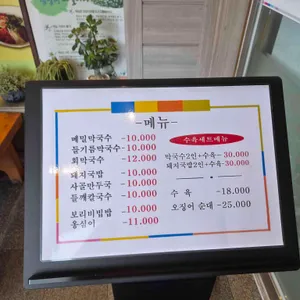 -메뉴-
메밀막국수 -10.000
들기름막국수-10.000
회막국수 -12.000
돼지국밥 -10.000
사골만두국 -10.000
들깨칼국수 -10.000
보리비빔밥 -10.000
옹심이 -11.000
수육세트메뉴
막국수2인+수육- 30.000
돼지국밥2인+수육-30.000
수 육 -18.000
오징어 순대 -25.000